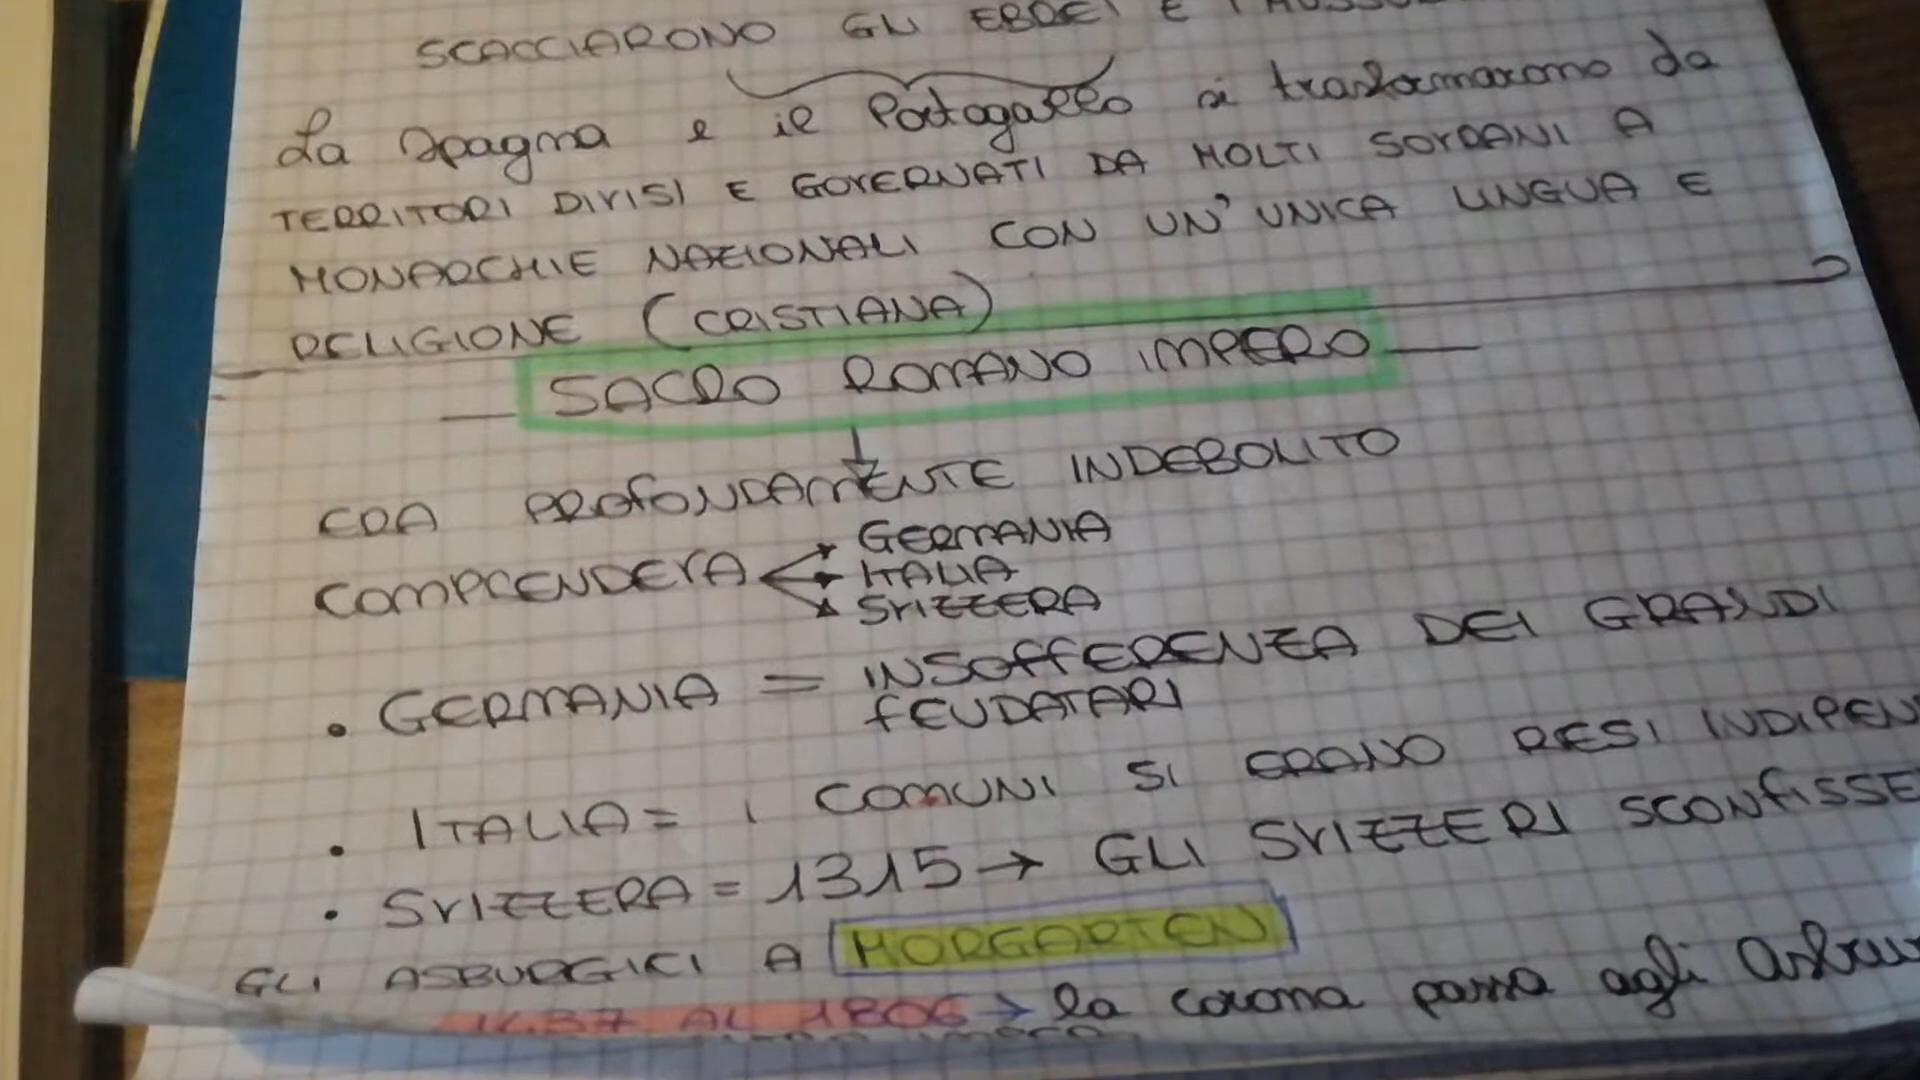 SCACCIARONO GLI EBREI E I
La Spagna e il Portogallo si trasformarono da
TERRITORI DIVISI E GOVERNATI DA MOLTI SOVRANI A
MONARCHIE NAZIONALI CON UN'UNICA LINGUA E
RELIGIONE (CRISTIANA)
SACRO ROMANO IMPERO
ERA PROFONDAMENTE INDEBOLITO
COMPRENDEVA
GERMANIA
ITALIA
SVIZZERA
• GERMANIA = INSOFFERENZA DEI GRANDI
FEUDATARI
• ITALIA = I COMUNI SI ERANO RESI INDIPEN
• SVIZZERA = 1315 → GLI SVIZZERI SCONFISSE
GLI ASBURGICI A MORGARTEN
1437 AL 1806 → la corona passa agli